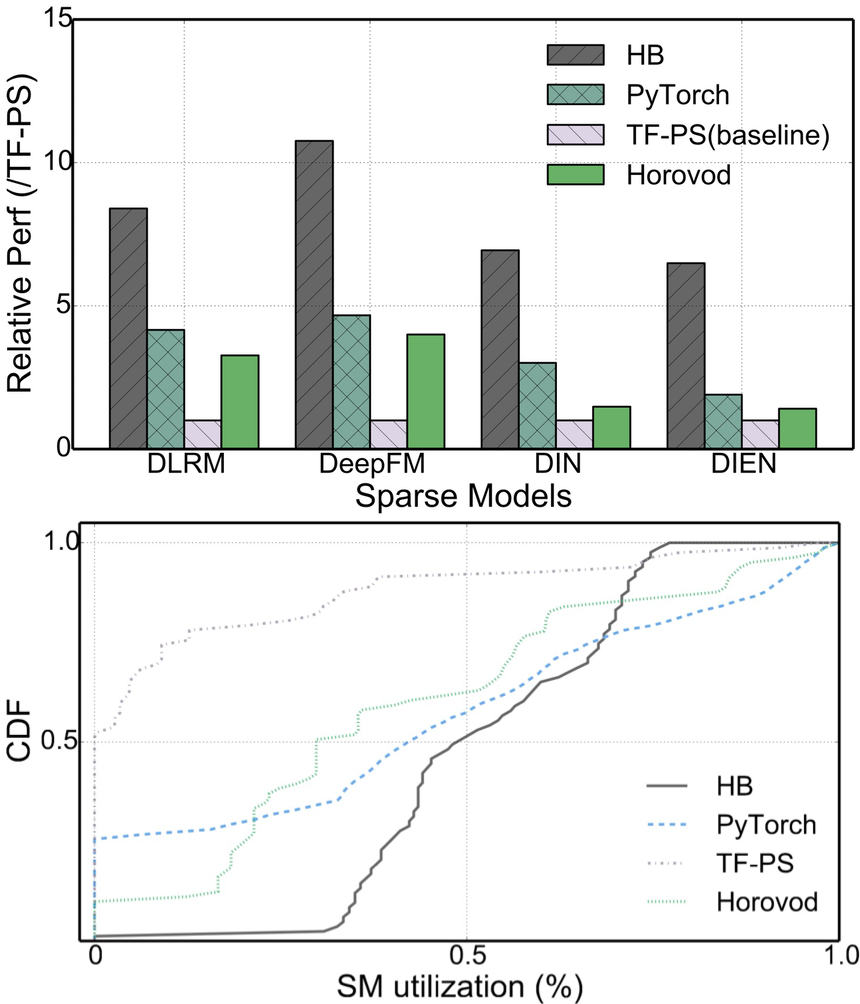 15
10
5
0
Relative Perf (/TF-PS)
HB
PyTorch
TF-PS(baseline)
Horovod
DLRM
DeepFM
DIN
DIEN
Sparse Models
1.0
0.5
CDF
HB
PyTorch
TF-PS
Horovod
0
0.5
1.0
SM utilization (%)